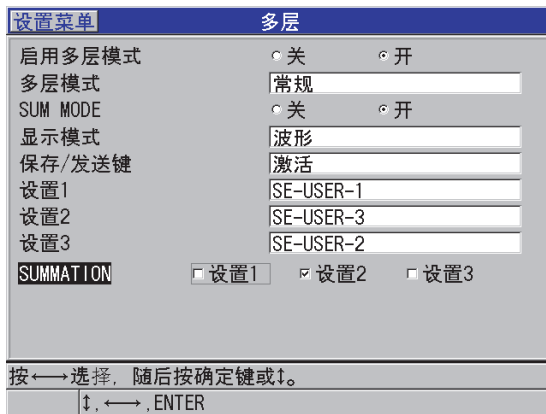 设置菜单 多层
启用多层模式 关 开
多层模式 常规
SUM MODE 关 开
显示模式 波形
保存/发送键 激活
设置1 SE-USER-1
设置2 SE-USER-3
设置3 SE-USER-2
SUMMATION 设置1 设置2 设置3
按←→选择, 随后按确定键或↕。
↕, ←→, ENTER